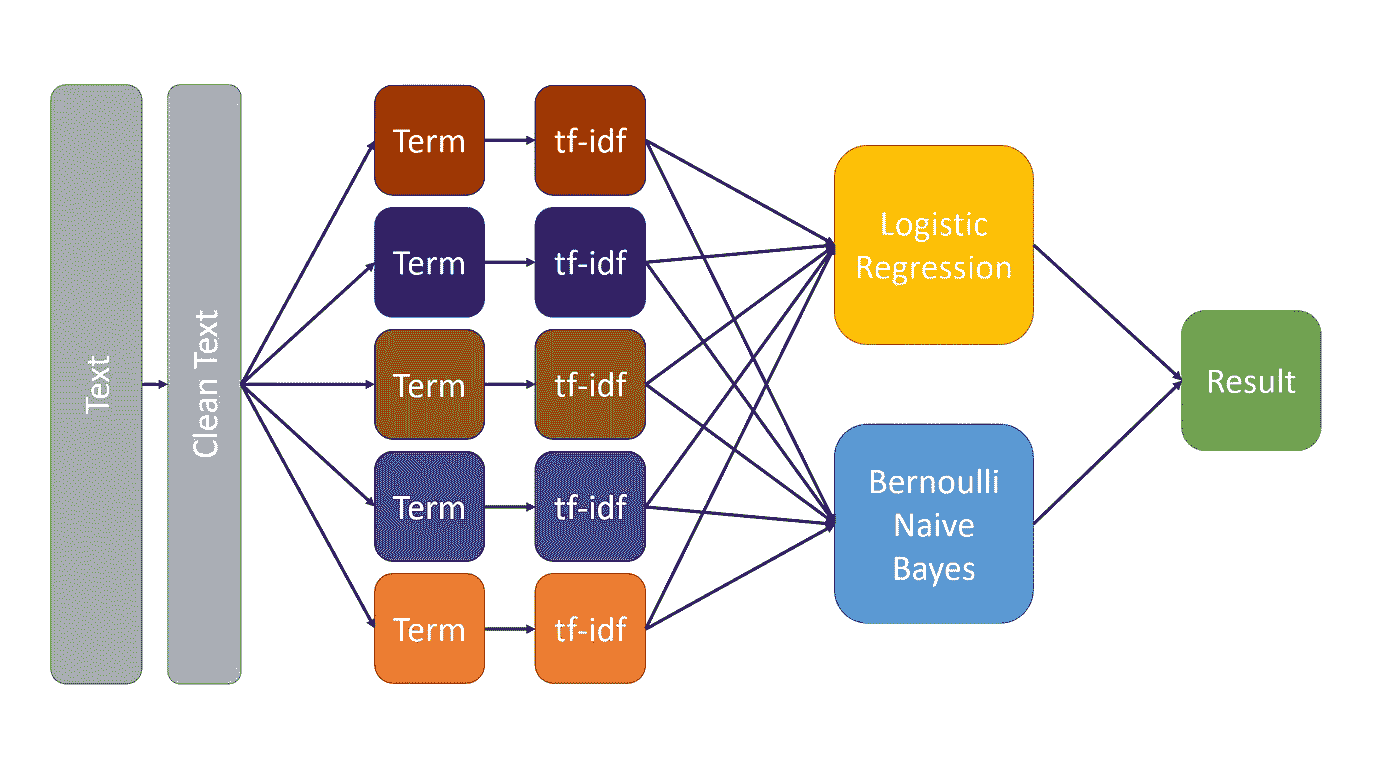 Text
Clean Text
Term
tf-idf
Term
tf-idf
Term
tf-idf
Term
tf-idf
Term
tf-idf
Logistic
Regression
Bernoulli
Naive
Bayes
Result